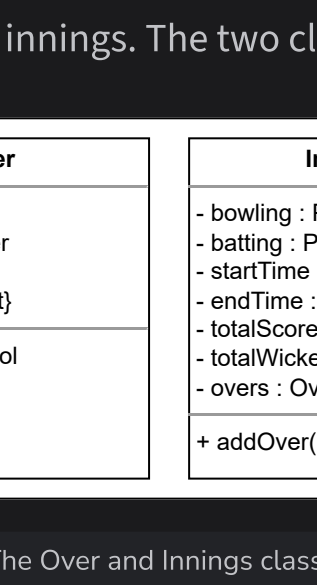 innings. The two cl
er
r
t}
ol
In
- bowling : P
- batting : P
- startTime
- endTime :
- totalScore
- totalWicke
- overs : Ov
+ addOver(
The Over and Innings class